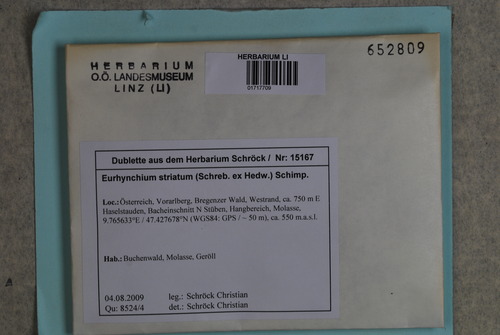 HERBARIUM
O.Ö. LANDESMUSEUM
LINZ (LI)
HERBARIUM LI
01717709
652809
Dublette aus dem Herbarium Schröck / Nr: 15167
Eurhynchium striatum (Schreb. ex Hedw.) Schimp.
Loc.:Österreich, Vorarlberg, Bregenzer Wald, Westrand, ca. 750 m E
Haselstauden, Bacheinschnitt N Stüben, Hangbereich, Molasse,
9.765633°E / 47.427678°N (WGS84: GPS / ~ 50 m), ca. 550 m.a.s.l.
Hab.:Buchenwald, Molasse, Geröll
04.08.2009 leg.: Schröck Christian
Qu: 8524/4 det.: Schröck Christian